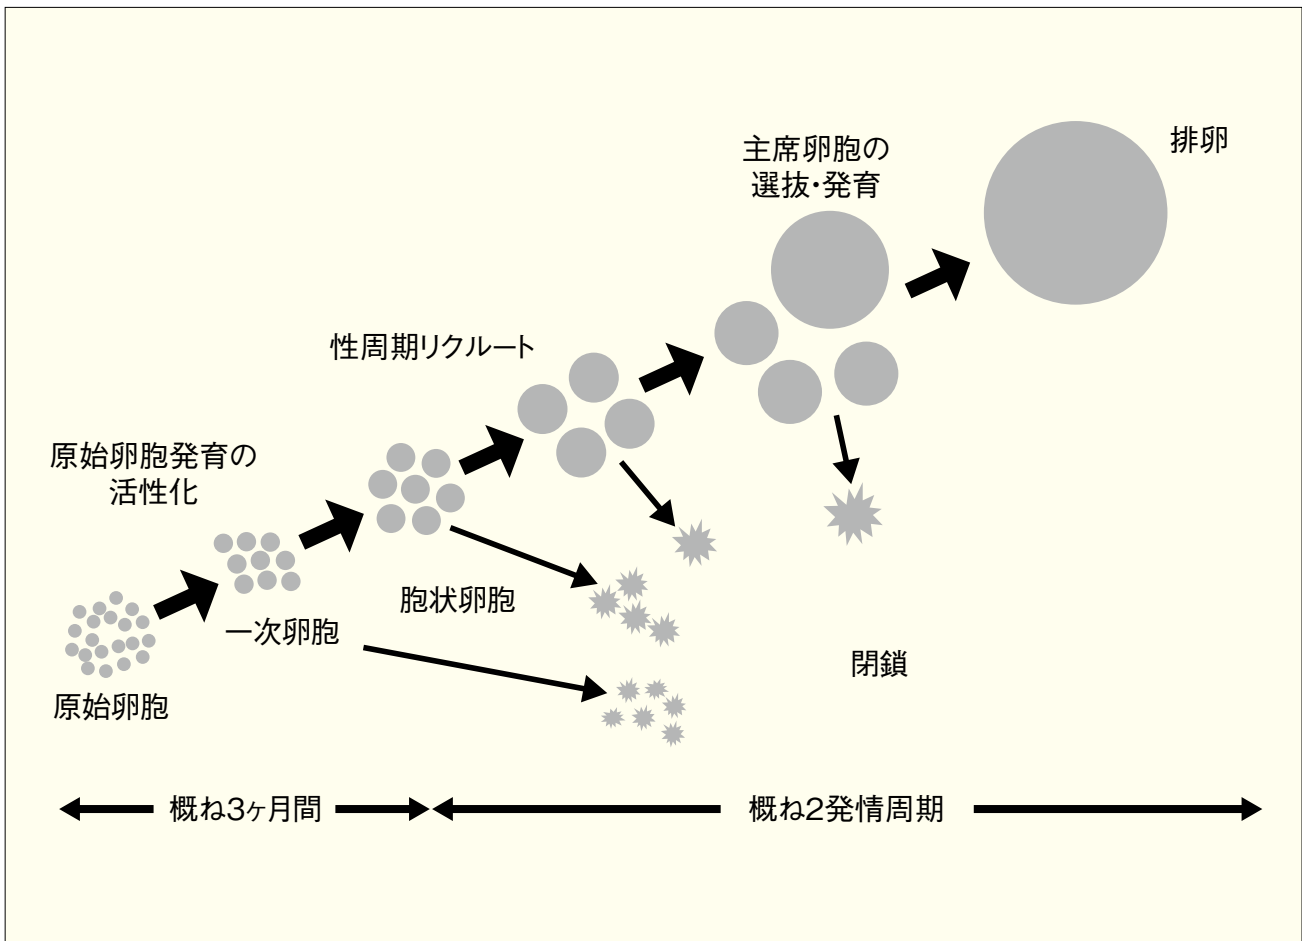 排卵
主席卵胞の
選抜・発育
性周期リクルート
原始卵胞発育の
活性化
胞状卵胞
一次卵胞
閉鎖
原始卵胞
概ね3ヶ月間
概ね2発情周期